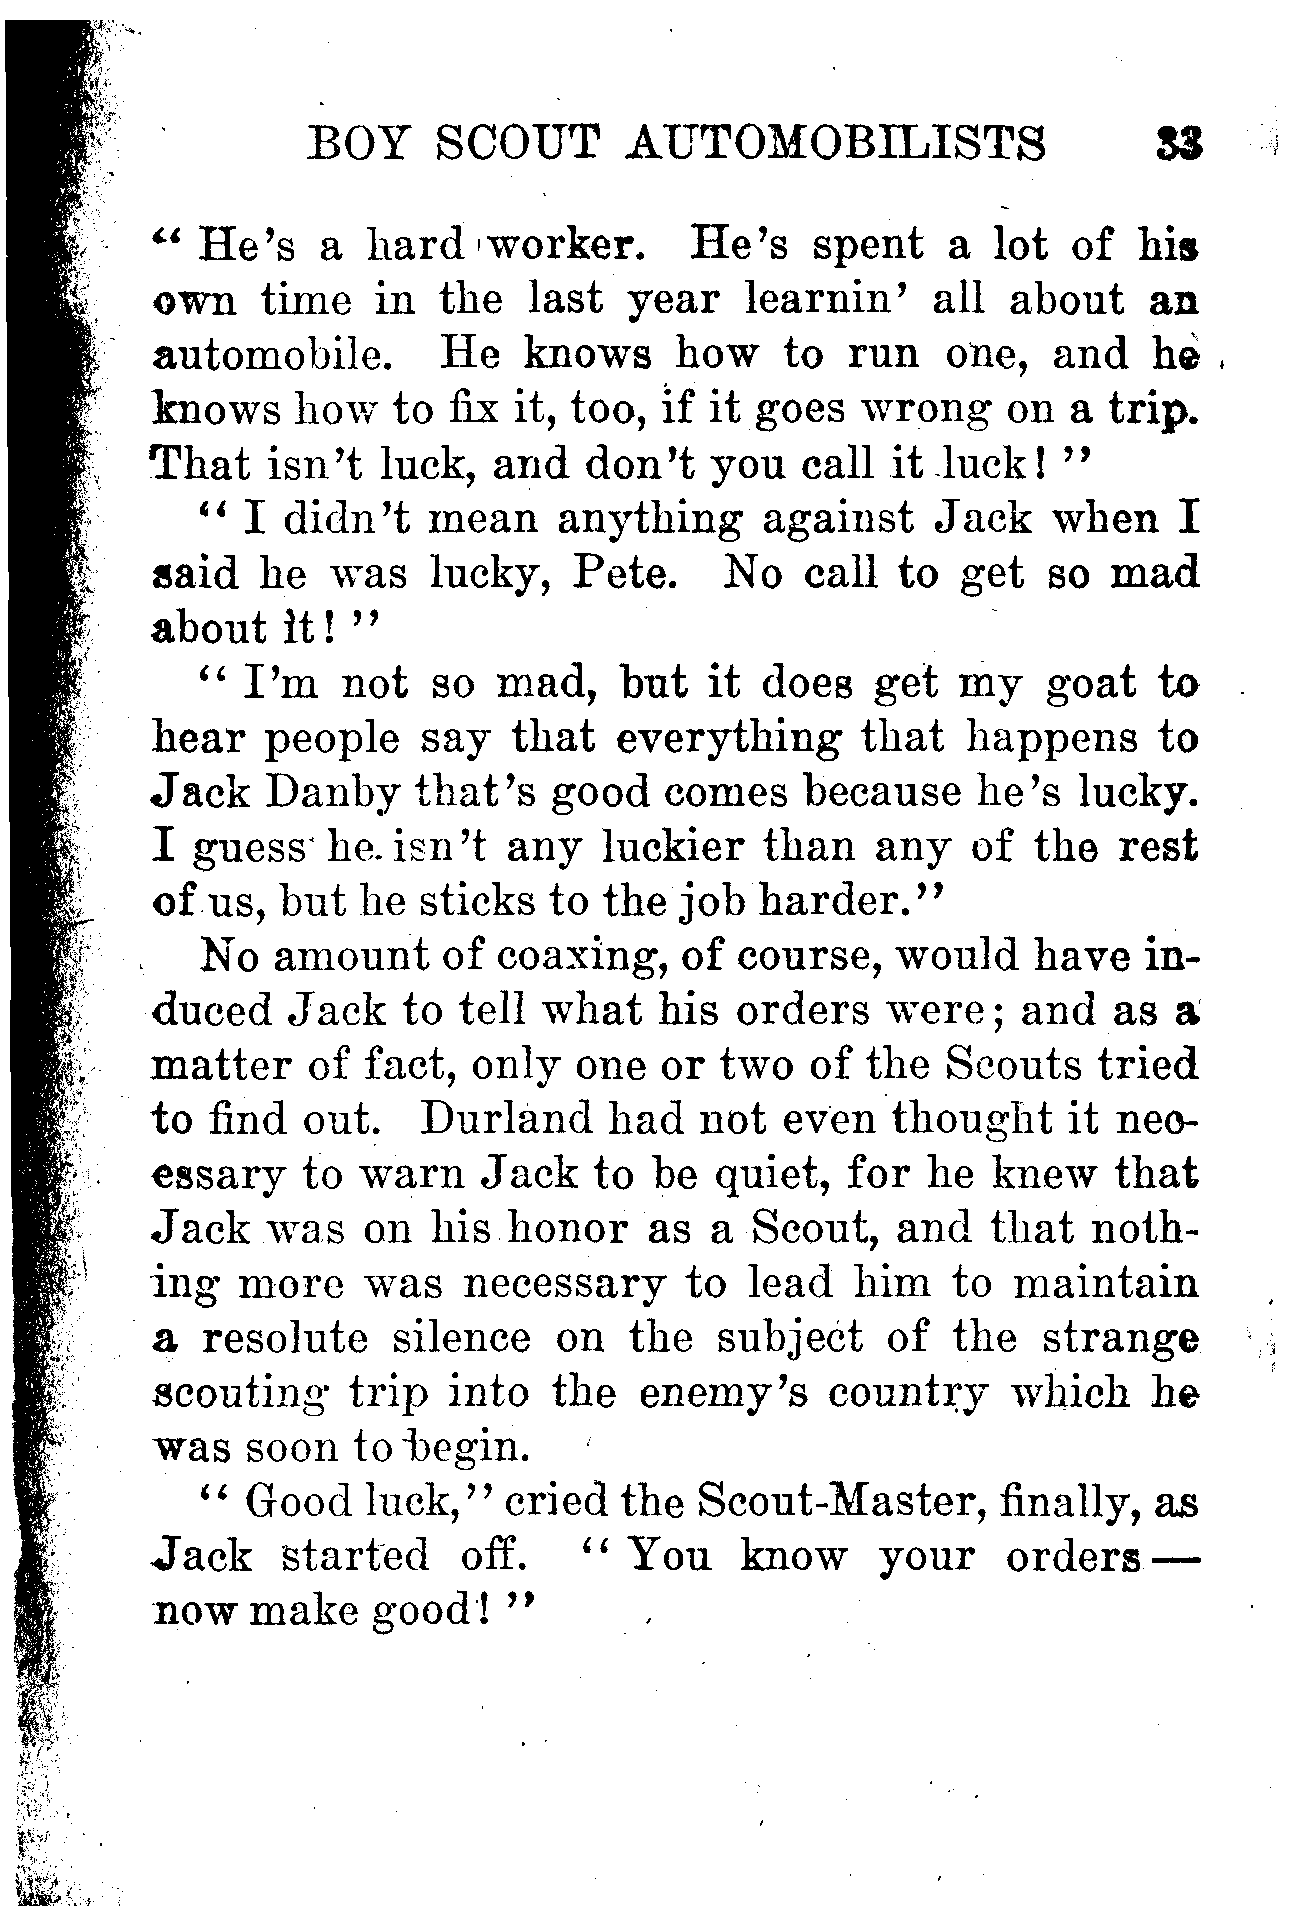 BOY SCOUT AUTOMOBILISTS 33
“ He’s a hard worker. He’s spent a lot of his
own time in the last year learnin’ all about an
automobile. He knows how to run one, and he
knows how to fix it, too, if it goes wrong on a trip.
That isn’t luck, and don’t you call it luck! ”
“ I didn’t mean anything against Jack when I
said he was lucky, Pete. No call to get so mad
about it! ”
“ I’m not so mad, but it does get my goat to
hear people say that everything that happens to
Jack Danby that’s good comes because he’s lucky.
I guess he isn’t any luckier than any of the rest
of us, but he sticks to the job harder.”
No amount of coaxing, of course, would have in-
duced Jack to tell what his orders were; and as a
matter of fact, only one or two of the Scouts tried
to find out. Durland had not even thought it nec-
essary to warn Jack to be quiet, for he knew that
Jack was on his honor as a Scout, and that noth-
ing more was necessary to lead him to maintain
a resolute silence on the subject of the strange
scouting trip into the enemy’s country which he
was soon to begin.
“ Good luck,” cried the Scout-Master, finally, as
Jack started off. “ You know your orders—
now make good! ”